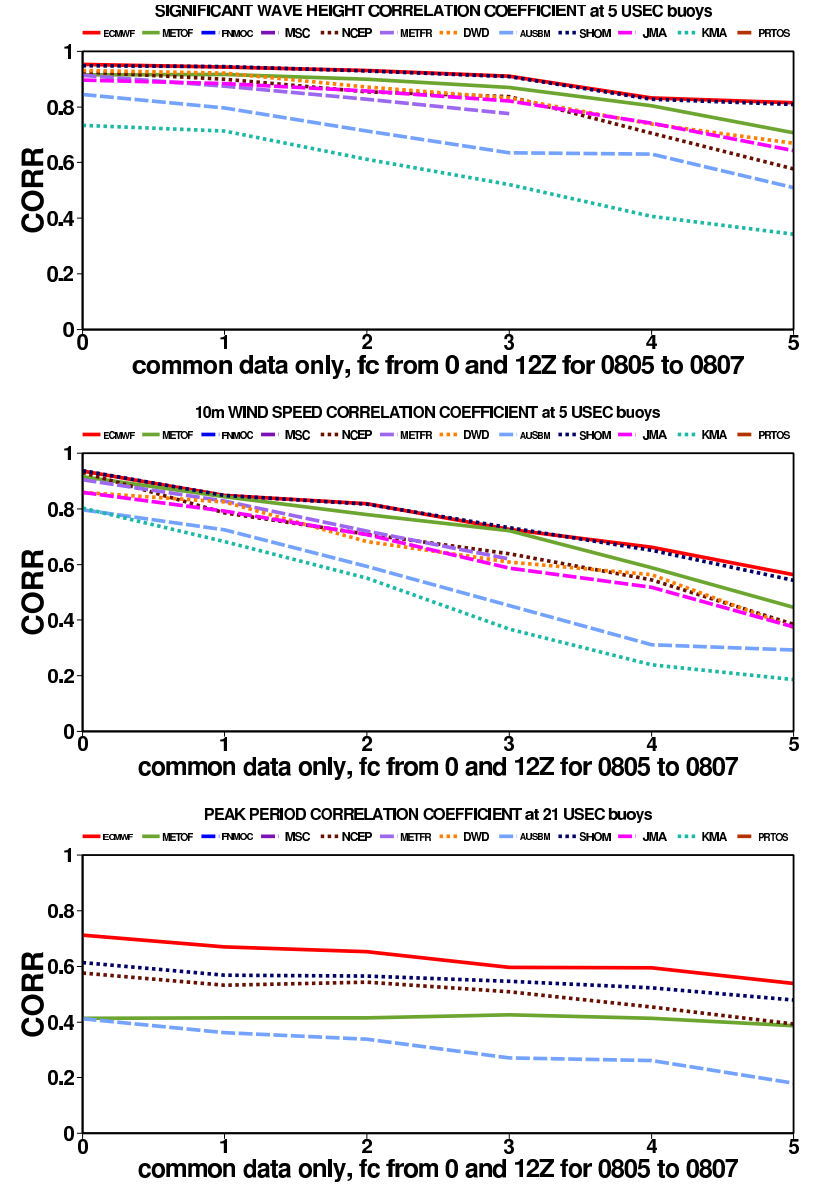 SIGNIFICANT WAVE HEIGHT CORRELATION COEFFICIENT at 5 USEC buoys
ECMWF METOF FNMOC MSC NCEP METFR DWD AUSBM SHOM JMA KMA PRTOS
1
0.8
0.6
0.4
0.2
0
CORR
0 1 2 3 4 5
common data only, fc from 0 and 12Z for 0805 to 0807
10m WIND SPEED CORRELATION COEFFICIENT at 5 USEC buoys
ECMWF METOF FNMOC MSC NCEP METFR DWD AUSBM SHOM JMA KMA PRTOS
1
0.8
0.6
0.4
0.2
0
CORR
0 1 2 3 4 5
common data only, fc from 0 and 12Z for 0805 to 0807
PEAK PERIOD CORRELATION COEFFICIENT at 21 USEC buoys
ECMWF METOF FNMOC MSC NCEP METFR DWD AUSBM SHOM JMA KMA PRTOS
1
0.8
0.6
0.4
0.2
0
CORR
0 1 2 3 4 5
common data only, fc from 0 and 12Z for 0805 to 0807